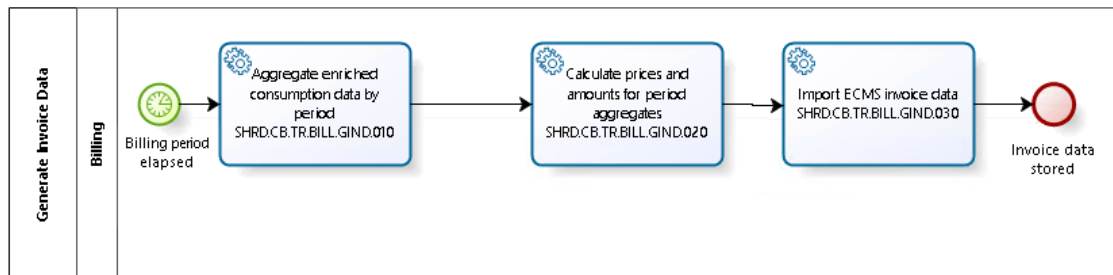 Generate Invoice Data
Billing
Billing period
elapsed
Aggregate enriched
consumption data by
period
SHRD.CB.TR.BILL.GIND.010
Calculate prices and
amounts for period
aggregates
SHRD.CB.TR.BILL.GIND.020
Import ECMS invoice data
SHRD.CB.TR.BILL.GIND.030
Invoice data
stored